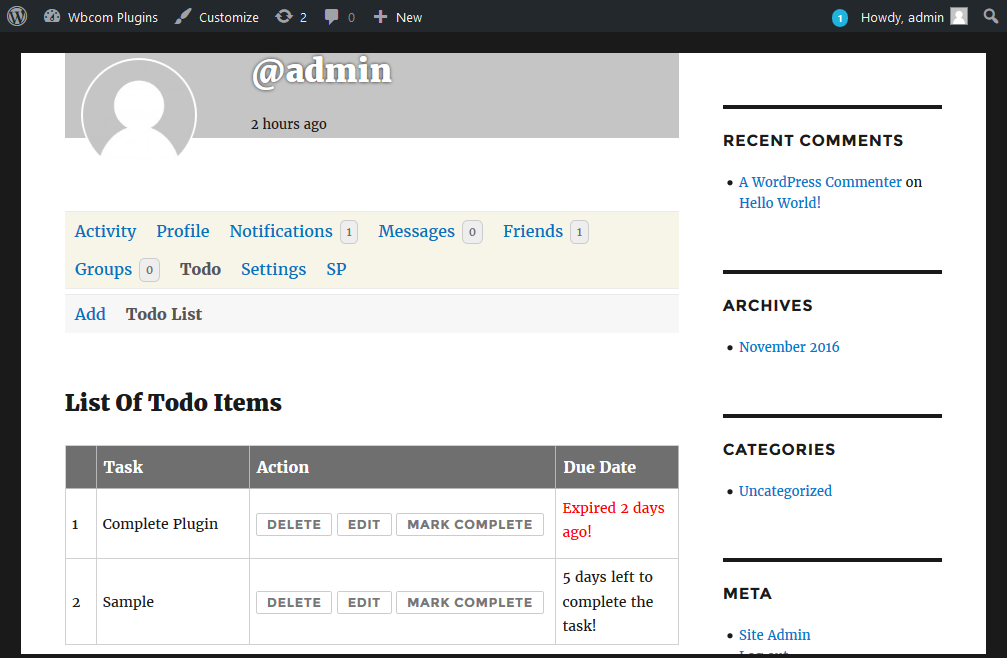 Wbcom Plugins Customize 2 0 New 1 Howdy, admin
@admin
2 hours ago
Activity Profile Notifications 1 Messages 0 Friends 1
Groups 0 Todo Settings SP
Add Todo List
List Of Todo Items
Task Action Due Date
1 Complete Plugin DELETE EDIT MARK COMPLETE Expired 2 days
ago!
2 Sample DELETE EDIT MARK COMPLETE 5 days left to
complete the
task!
RECENT COMMENTS
A WordPress Commenter on
Hello World!
ARCHIVES
November 2016
CATEGORIES
Uncategorized
META
Site Admin